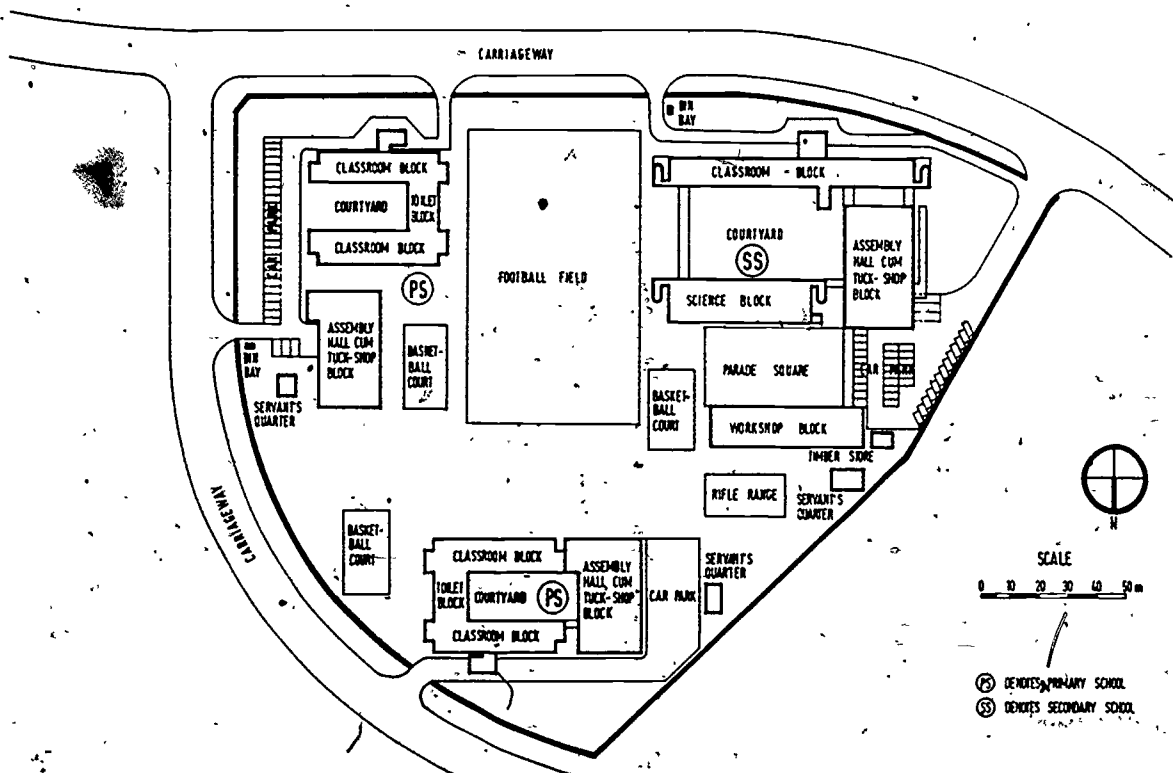 CARRIAGEWAY
BIN
BAY
CLASSROOM BLOCK
COURTYARD
TOILET
BLOCK
CLASSROOM BLOCK
CAR PARK
PS
ASSEMBLY
HALL CUM
TUCK-SHOP
BLOCK
BASKET-
BALL
COURT
BIN
BAY
SERVANT'S
QUARTER
FOOTBALL FIELD
CLASSROOM - BLOCK
COURTYARD
SS
SCIENCE BLOCK
ASSEMBLY
HALL CUM
TUCK-SHOP
BLOCK
PARADE SQUARE
CAR PARK
BASKET-
BALL
COURT
WORKSHOP BLOCK
TIMBER STORE
RIFLE RANGE
SERVANT'S
QUARTER
CARRIAGEWAY
BASKET-
BALL
COURT
CLASSROOM BLOCK
TOILET
BLOCK
COURTYARD
PS
CLASSROOM BLOCK
ASSEMBLY
HALL CUM
TUCK-SHOP
BLOCK
CAR PARK
SERVANT'S
QUARTER
N
SCALE
0 10 20 30 40 50 m
PS DENOTES PRIMARY SCHOOL
SS DENOTES SECONDARY SCHOOL